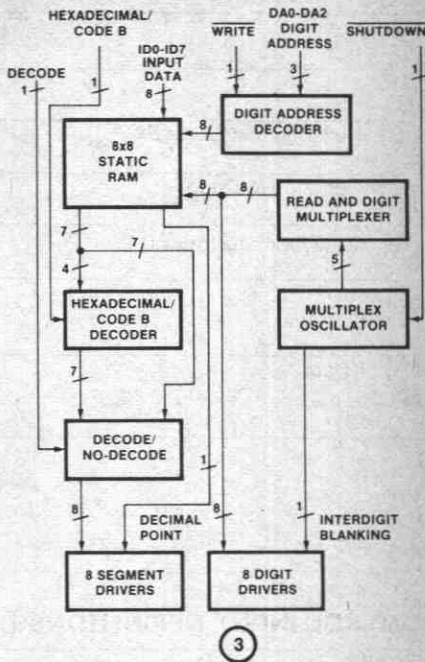 HEXADECIMAL/
CODE B
DA0-DA2
DIGIT
ADDRESS
WRITE
SHUTDOWN
ID0-ID7
INPUT
DATA
DECODE
1
1
8
1
3
1
8x8
STATIC
RAM
8
DIGIT ADDRESS
DECODER
8
8
READ AND DIGIT
MULTIPLEXER
7
7
4
5
HEXADECIMAL/
CODE B
DECODER
MULTIPLEX
OSCILLATOR
7
DECODE/
NO-DECODE
1
8
DECIMAL
POINT
8
1
INTERDIGIT
BLANKING
8 SEGMENT
DRIVERS
8 DIGIT
DRIVERS
3